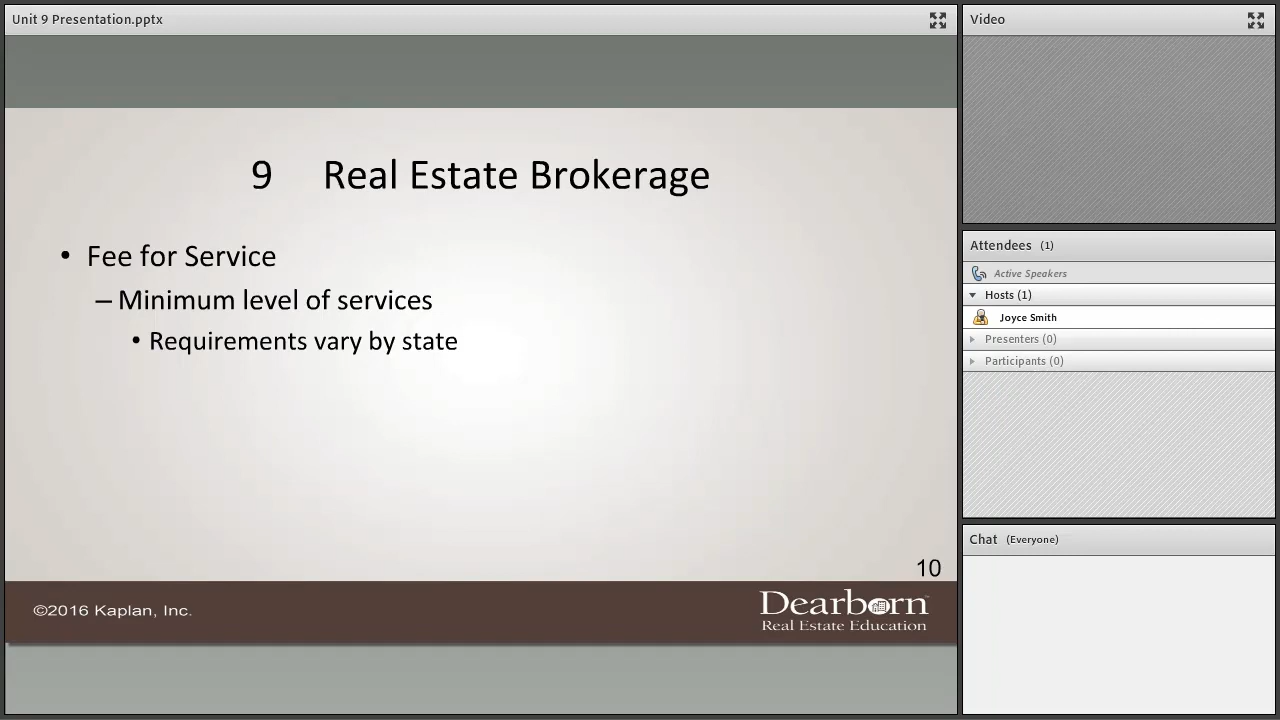 Unit 9 Presentation.pptx
9 Real Estate Brokerage
• Fee for Service
– Minimum level of services
• Requirements vary by state
10
©2016 Kaplan, Inc.
Dearborn™
Real Estate Education
Video
Attendees (1)
Active Speakers
Hosts (1)
Joyce Smith
Presenters (0)
Participants (0)
Chat (Everyone)